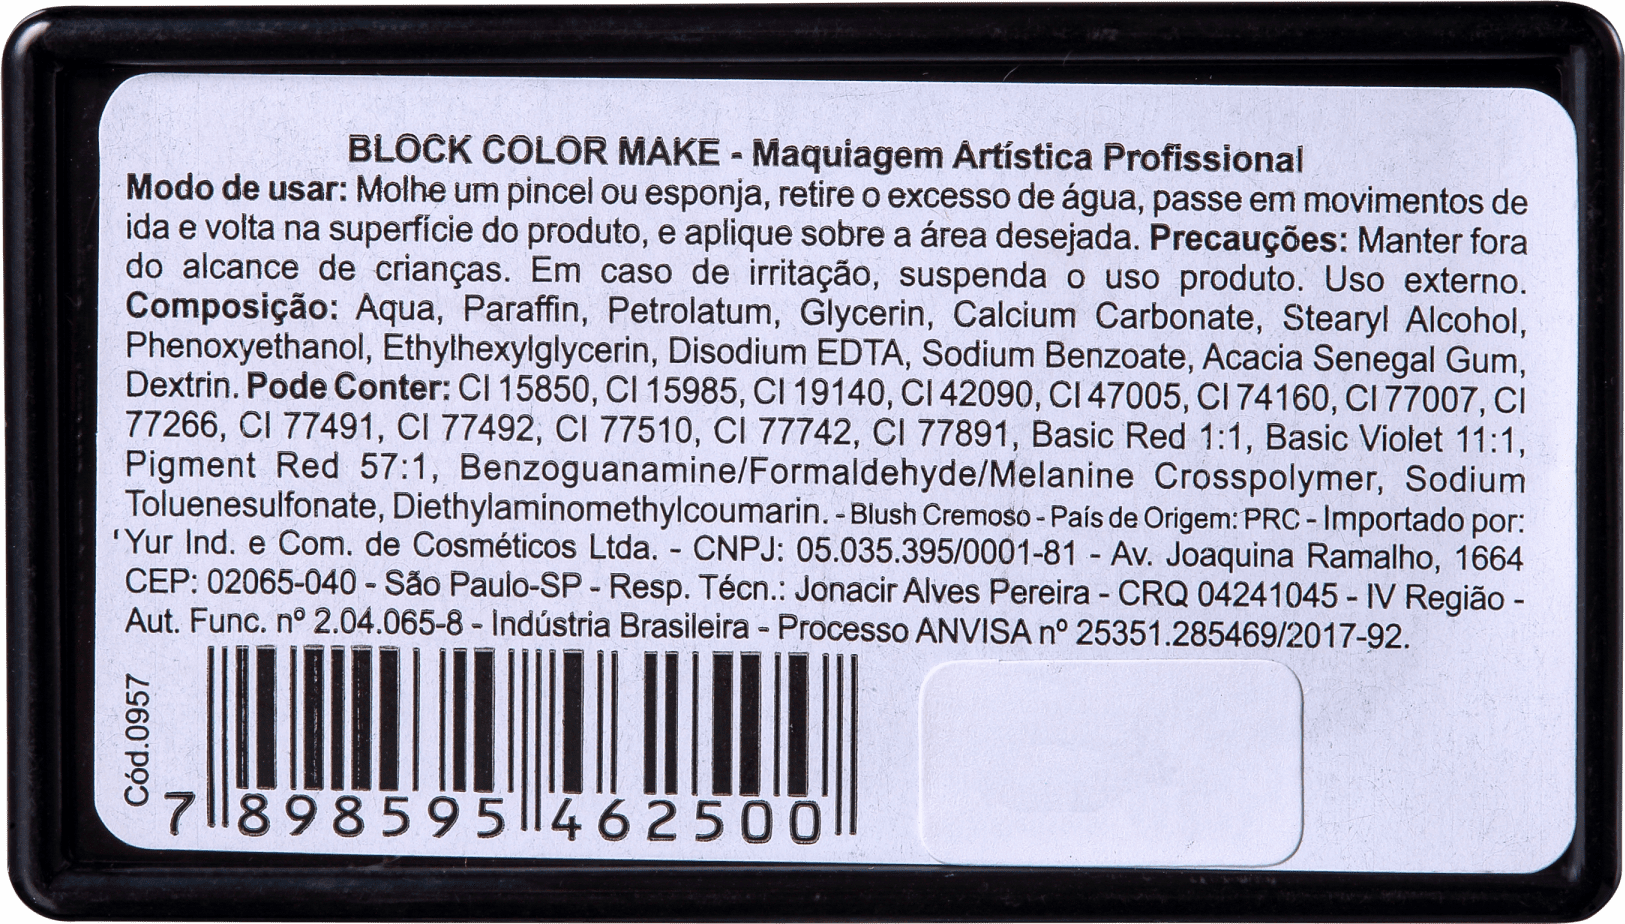 BLOCK COLOR MAKE - Maquiagem Artística Profissional
Modo de usar: Molhe um pincel ou esponja, retire o excesso de água, passe em movimentos de
ida e volta na superfície do produto, e aplique sobre a área desejada. Precauções: Manter fora
do alcance de crianças. Em caso de irritação, suspenda o uso produto. Uso externo.
Composição: Aqua, Paraffin, Petrolatum, Glycerin, Calcium Carbonate, Stearyl Alcohol,
Phenoxyethanol, Ethylhexylglycerin, Disodium EDTA, Sodium Benzoate, Acacia Senegal Gum,
Dextrin. Pode Conter: CI 15850, CI 15985, CI 19140, CI 42090, CI 47005, CI 74160, CI 77007, CI
77266, CI 77491, CI 77492, CI 77510, CI 77742, CI 77891, Basic Red 1:1, Basic Violet 11:1,
Pigment Red 57:1, Benzoguanamine/Formaldehyde/Melanine Crosspolymer, Sodium
Toluenesulfonate, Diethylaminomethylcoumarin. - Blush Cremoso - País de Origem: PRC - Importado por:
'Yur Ind. e Com. de Cosméticos Ltda. - CNPJ: 05.035.395/0001-81 - Av. Joaquina Ramalho, 1664
CEP: 02065-040 - São Paulo-SP - Resp. Técn.: Jonacir Alves Pereira - CRQ 04241045 - IV Região -
Aut. Func. nº 2.04.065-8 - Indústria Brasileira - Processo ANVISA nº 25351.285469/2017-92.
Cód.0957
7 898595 462500